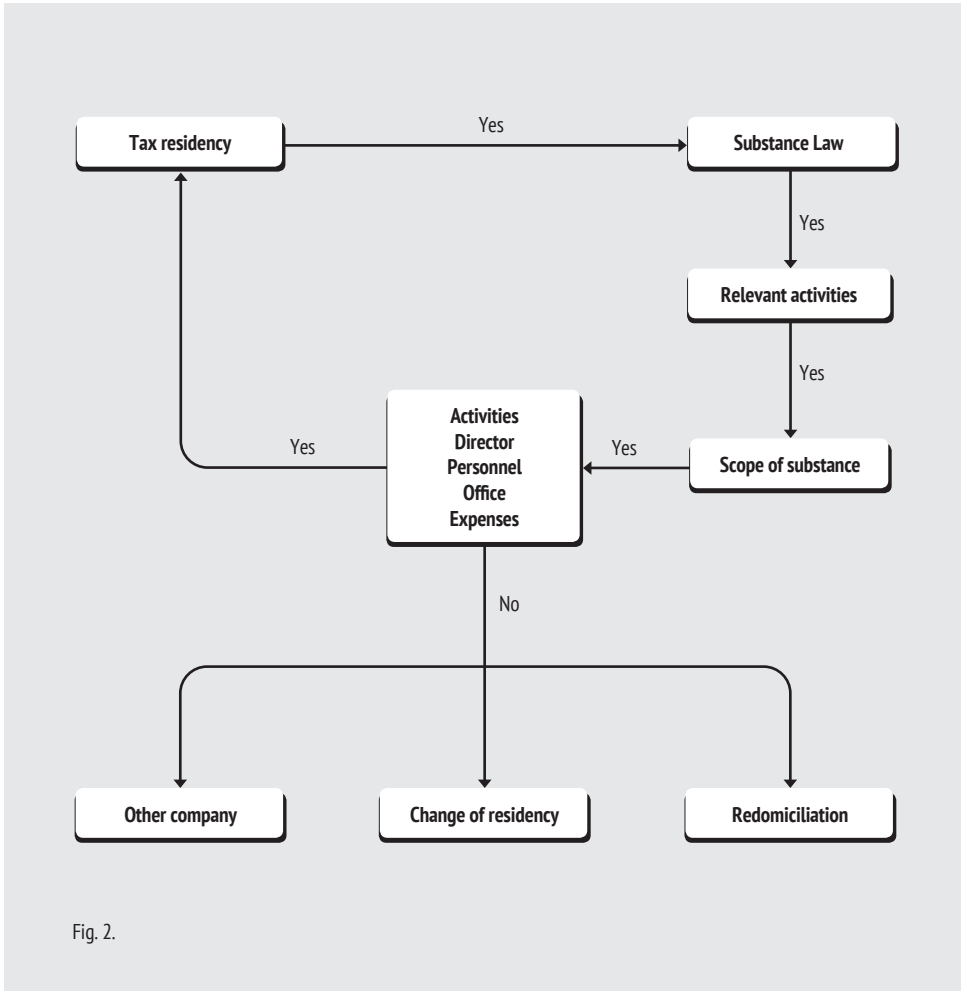 Tax residency
Yes
Substance Law
Yes
Relevant activities
Yes
Scope of substance
Yes
Activities
Director
Personnel
Office
Expenses
Yes
No
Other company
Change of residency
Redomiciliation
Fig. 2.